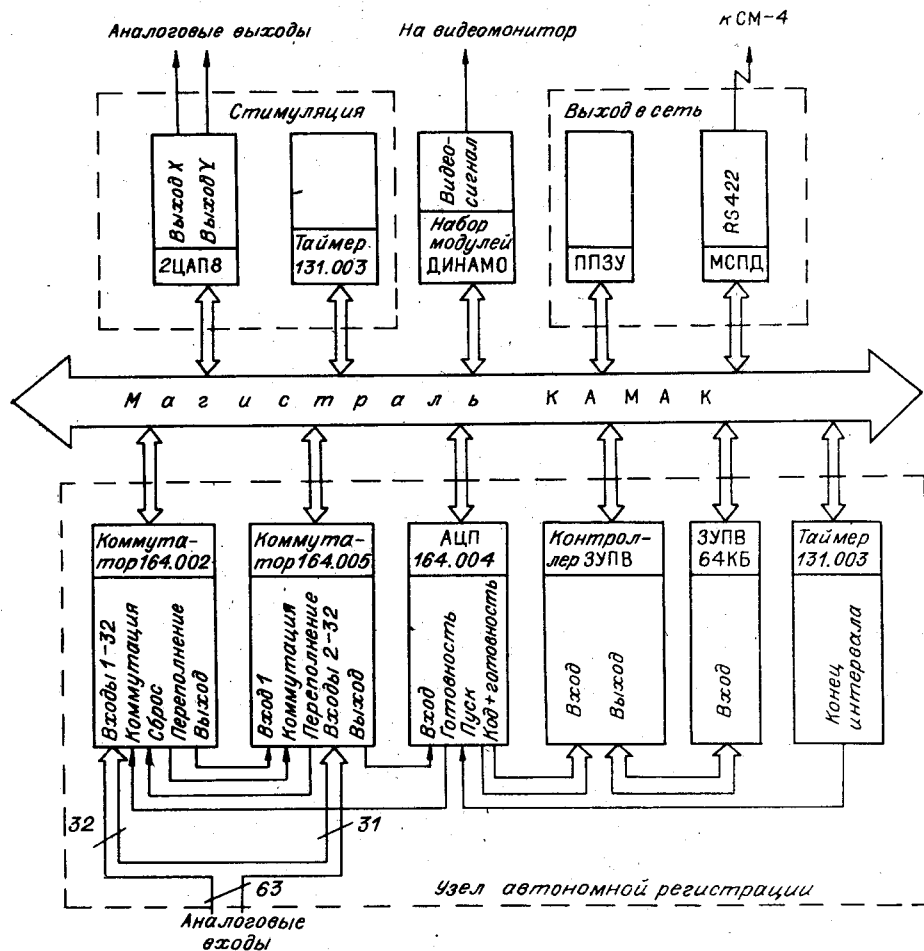 Аналоговые выходы
На видеомонитор
к СМ-4
Стимуляция
Выход в сеть
Выход X
Выход Y
2ЦАП8
Таймер
131.003
Видео-
сигнал
Набор
модулей
ДИНАМО
ППЗУ
RS422
МСПД
Магистраль КАМАК
Коммута-
тор 164.002
Входы 1-32
Коммутация
Сброс
Переполнение
Выход
Коммута-
тор 164.005
Вход 1
Коммутация
Переполнение
Входы 2-32
Выход
АЦП
164.004
Вход
Готовность
Пуск
Код+готовность
Контрол-
лер ЗУПВ
Вход
Выход
ЗУПВ
64КБ
Вход
Таймер
131.003
Конец
интервала
32
31
63
Узел автономной регистрации
Аналоговые
входы